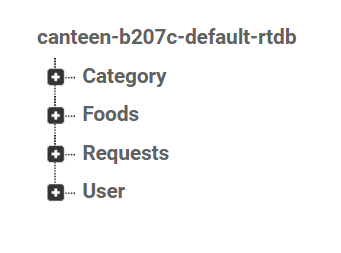 canteen-b207c-default-rtdb
Category
Foods
Requests
User